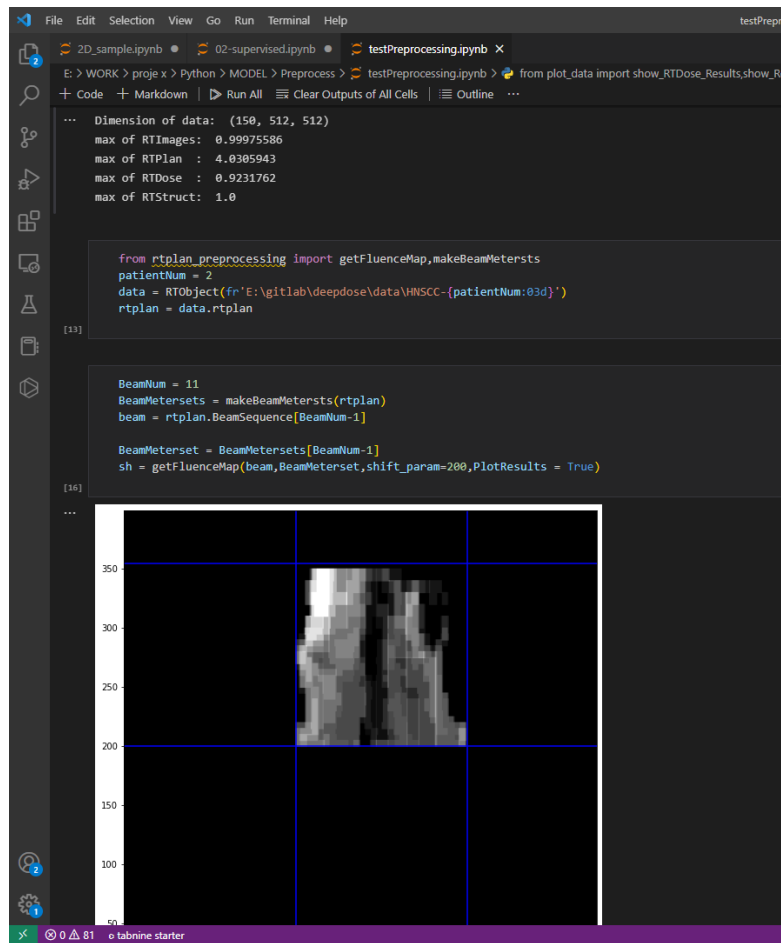 File Edit Selection View Go Run Terminal Help
testPrepr
2D_sample.ipynb
02-supervised.ipynb
testPreprocessing.ipynb
E: > WORK > proje x > Python > MODEL > Preprocess > testPreprocessing.ipynb > from plot_data import show_RTDose_Results,show_R
+ Code + Markdown | Run All Clear Outputs of All Cells | Outline ...
... Dimension of data: (150, 512, 512)
max of RTImages: 0.99975586
max of RTPlan : 4.0305943
max of RTDose : 0.9231762
max of RTStruct: 1.0
from rtplan_preprocessing import getFluenceMap,makeBeamMetersts
patientNum = 2
data = RTObject(fr'E:\gitlab\deepdose\data\HNSCC-{patientNum:03d}')
rtplan = data.rtplan
[13]
BeamNum = 11
BeamMetersets = makeBeamMetersts(rtplan)
beam = rtplan.BeamSequence[BeamNum-1]
BeamMeterset = BeamMetersets[BeamNum-1]
sh = getFluenceMap(beam,BeamMeterset,shift_param=200,PlotResults = True)
[16]
...
350
300
250
200
150
100
50
2
2
1
0 81 tabnine starter